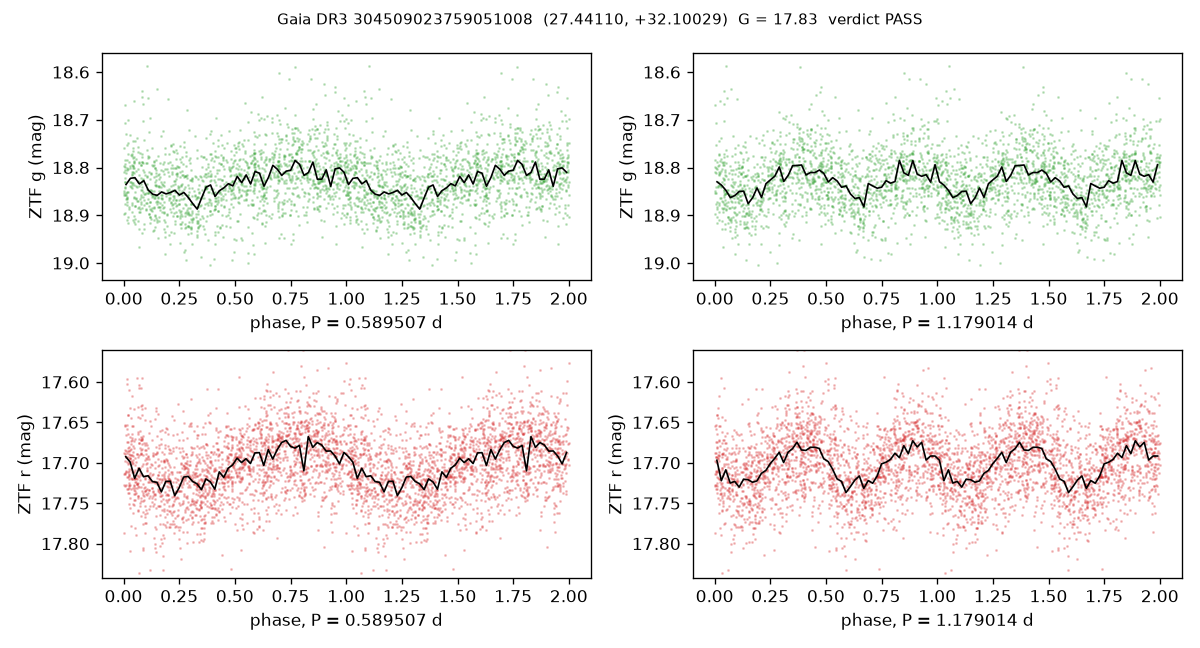 Gaia DR3 304509023759051008 (27.44110, +32.10029) G = 17.83 verdict PASS
ZTF g (mag)
18.6
18.7
18.8
18.9
19.0
0.00 0.25 0.50 0.75 1.00 1.25 1.50 1.75 2.00
phase, P = 0.589507 d
ZTF g (mag)
18.6
18.7
18.8
18.9
19.0
0.00 0.25 0.50 0.75 1.00 1.25 1.50 1.75 2.00
phase, P = 1.179014 d
ZTF r (mag)
17.60
17.65
17.70
17.75
17.80
0.00 0.25 0.50 0.75 1.00 1.25 1.50 1.75 2.00
phase, P = 0.589507 d
ZTF r (mag)
17.60
17.65
17.70
17.75
17.80
0.00 0.25 0.50 0.75 1.00 1.25 1.50 1.75 2.00
phase, P = 1.179014 d